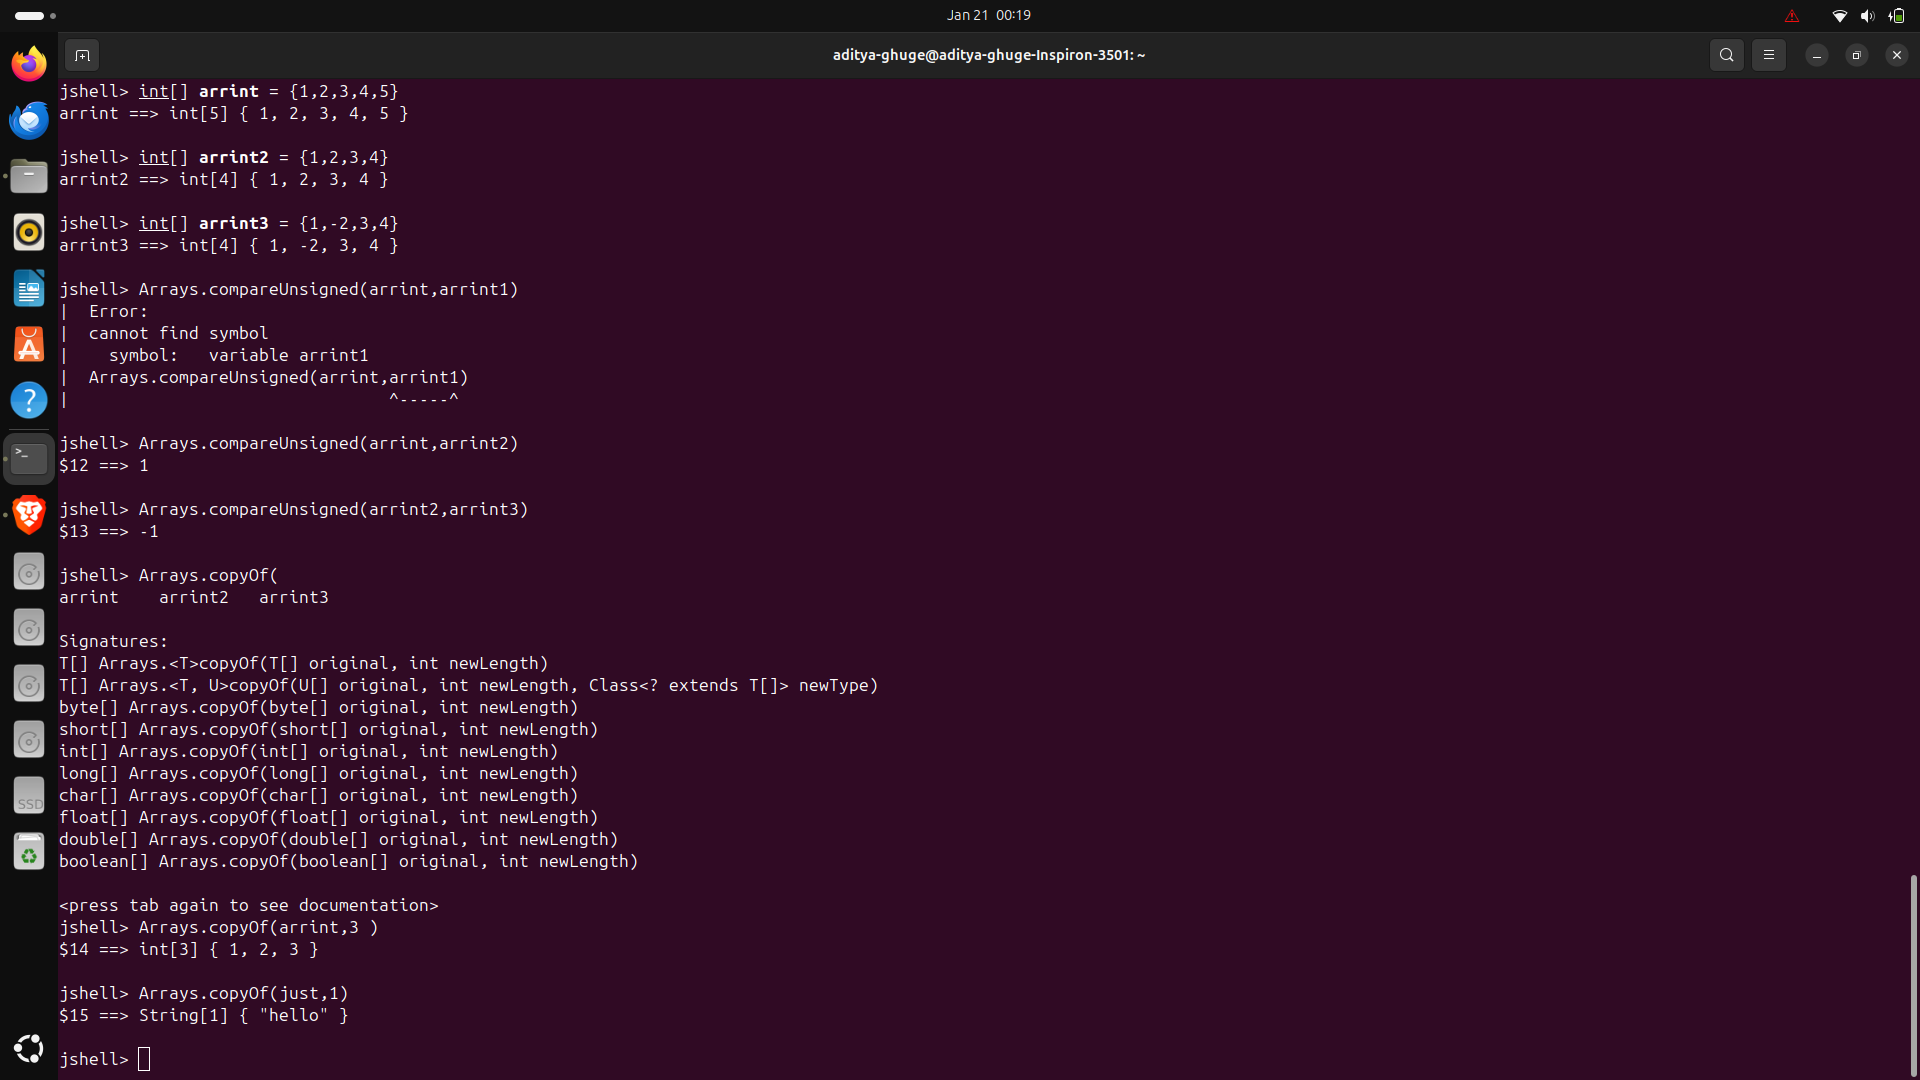 Jan 21 00:19
aditya-ghuge@aditya-ghuge-Inspiron-3501: ~
jshell> int[] arrint = {1,2,3,4,5}
arrint ==> int[5] { 1, 2, 3, 4, 5 }
jshell> int[] arrint2 = {1,2,3,4}
arrint2 ==> int[4] { 1, 2, 3, 4 }
jshell> int[] arrint3 = {1,-2,3,4}
arrint3 ==> int[4] { 1, -2, 3, 4 }
jshell> Arrays.compareUnsigned(arrint,arrint1)
|  Error:
|  cannot find symbol
|    symbol:   variable arrint1
|  Arrays.compareUnsigned(arrint,arrint1)
|                                ^-----^
jshell> Arrays.compareUnsigned(arrint,arrint2)
$12 ==> 1
jshell> Arrays.compareUnsigned(arrint2,arrint3)
$13 ==> -1
jshell> Arrays.copyOf(
arrint    arrint2   arrint3
Signatures:
T[] Arrays.<T>copyOf(T[] original, int newLength)
T[] Arrays.<T, U>copyOf(U[] original, int newLength, Class<? extends T[]> newType)
byte[] Arrays.copyOf(byte[] original, int newLength)
short[] Arrays.copyOf(short[] original, int newLength)
int[] Arrays.copyOf(int[] original, int newLength)
long[] Arrays.copyOf(long[] original, int newLength)
char[] Arrays.copyOf(char[] original, int newLength)
float[] Arrays.copyOf(float[] original, int newLength)
double[] Arrays.copyOf(double[] original, int newLength)
boolean[] Arrays.copyOf(boolean[] original, int newLength)
<press tab again to see documentation>
jshell> Arrays.copyOf(arrint,3 )
$14 ==> int[3] { 1, 2, 3 }
jshell> Arrays.copyOf(just,1)
$15 ==> String[1] { "hello" }
jshell>
SSD